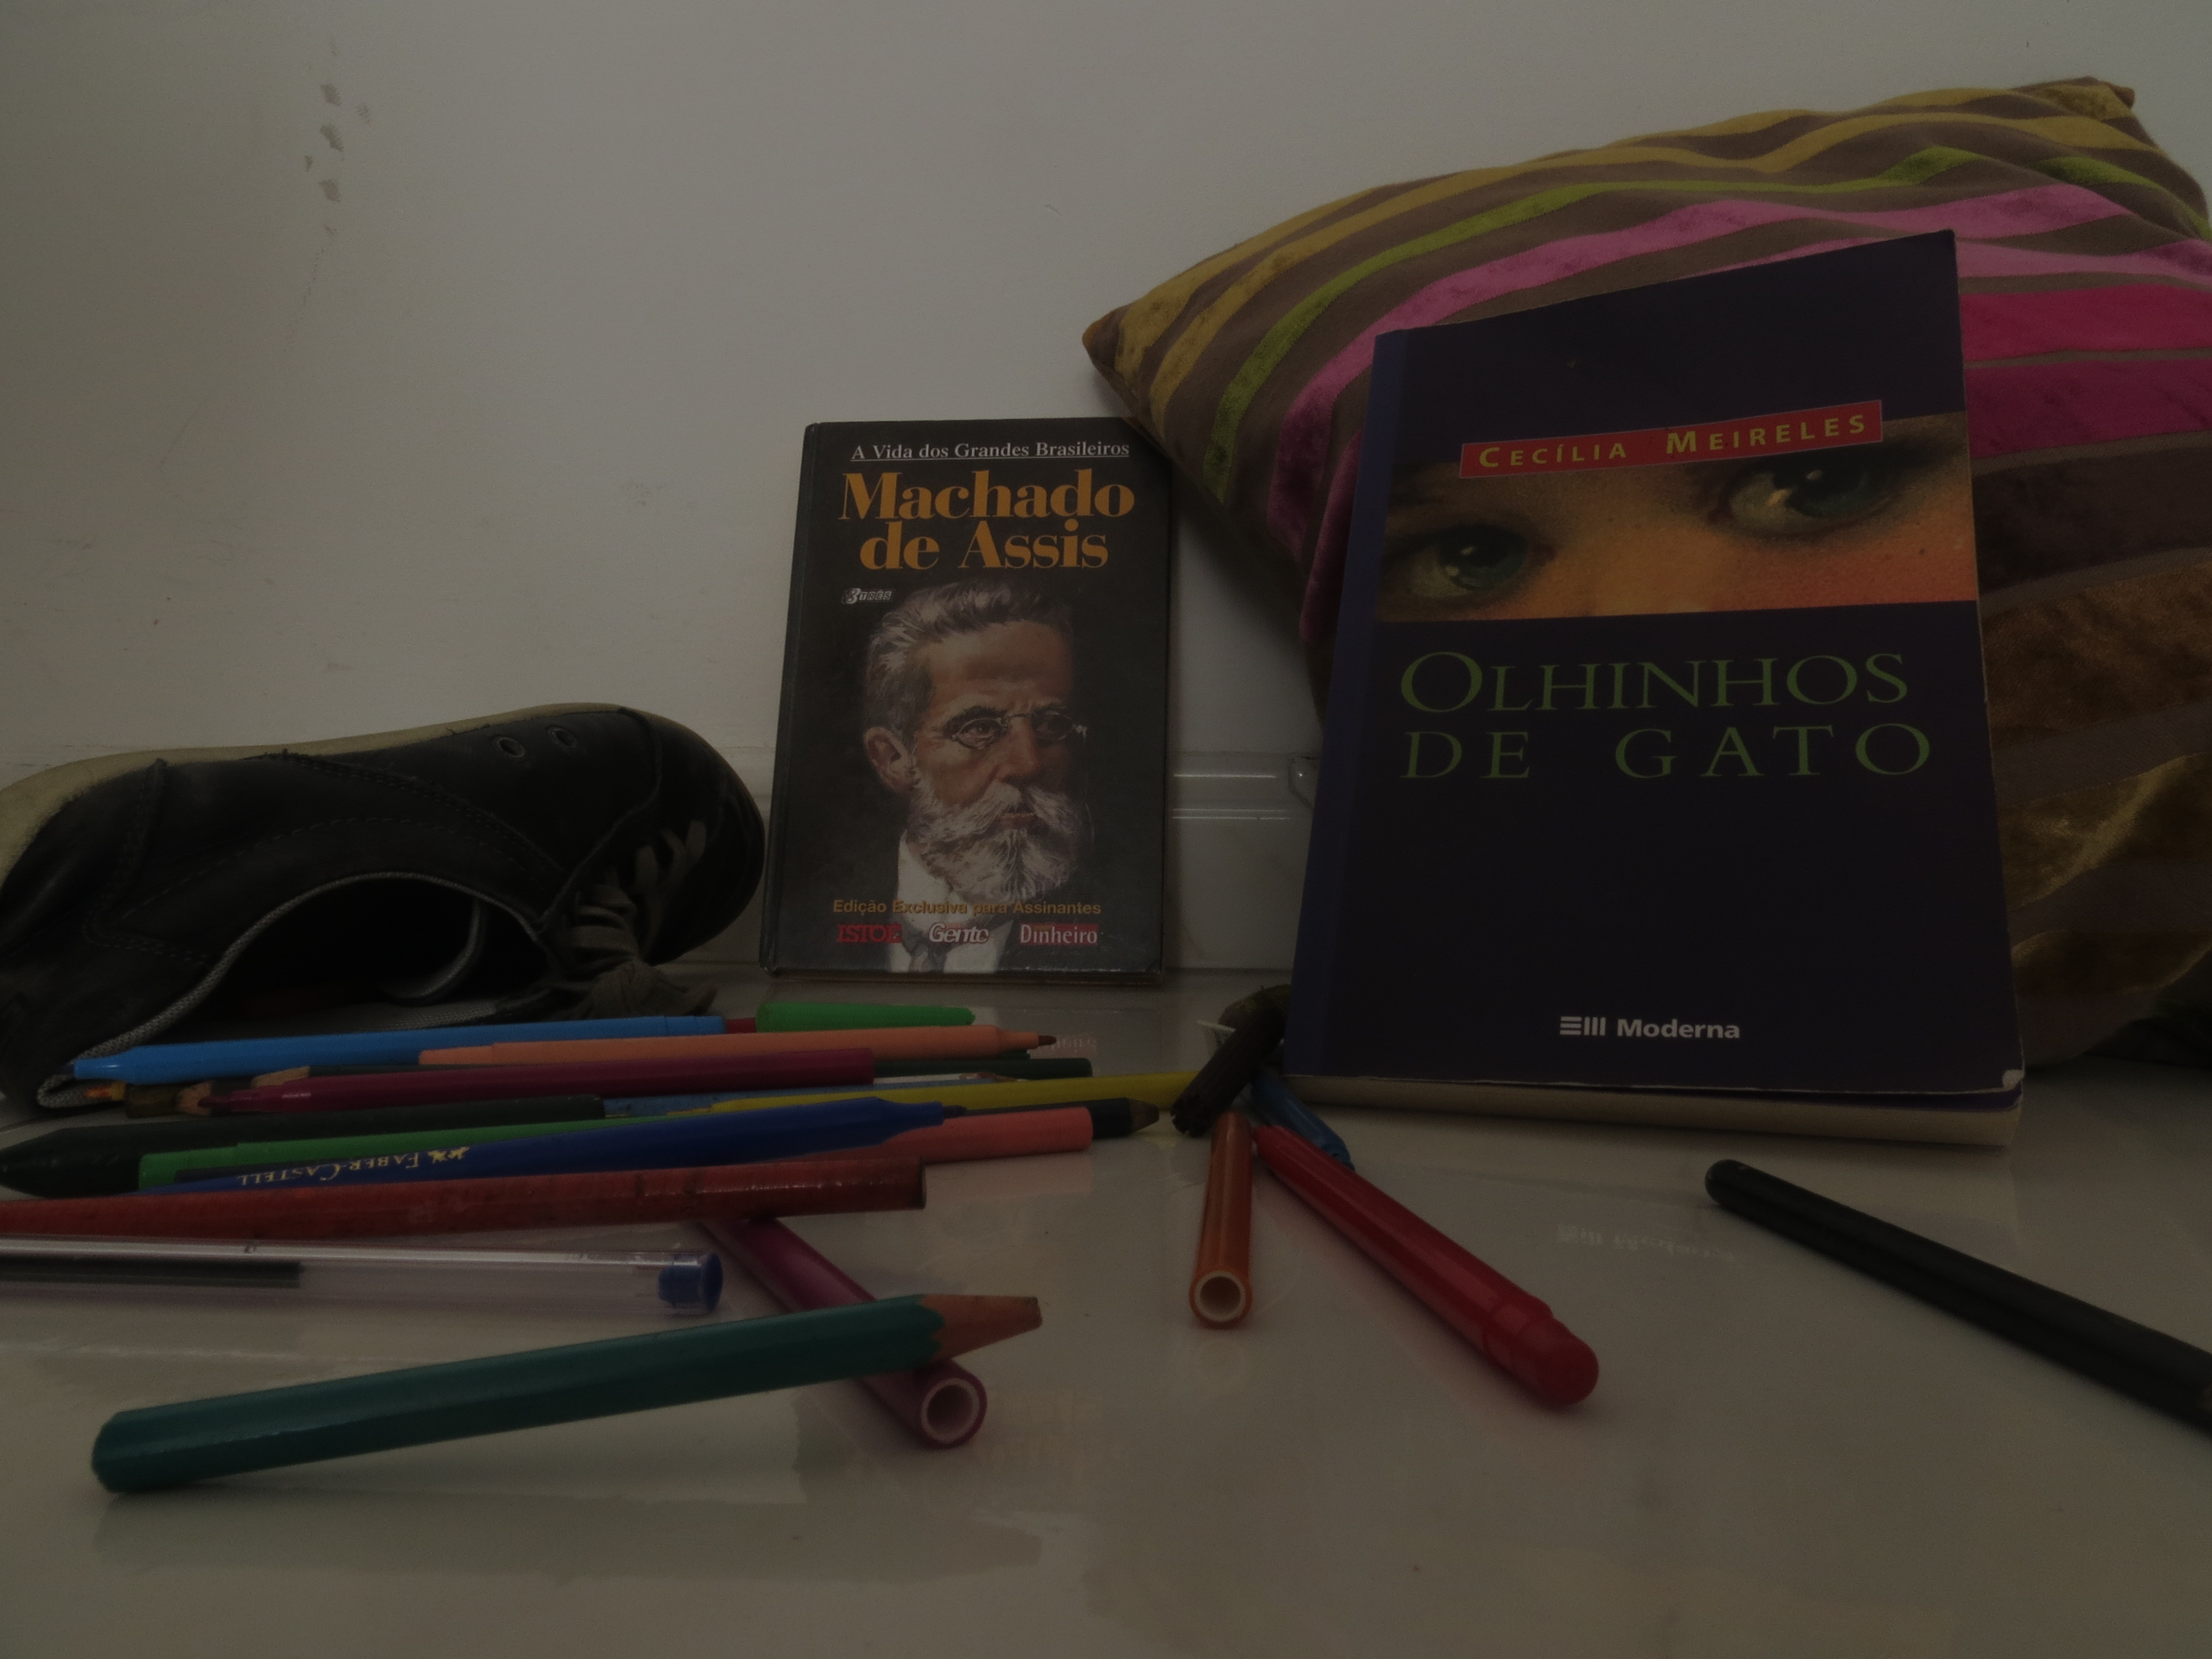 A Vida dos Grandes Brasileiros
Machado
de Assis
TRÊS
Edição Exclusiva para Assinantes
ISTOÉ Gente Dinheiro
CECÍLIA MEIRELES
OLHINHOS
DE GATO
Moderna
FABER-CASTELL